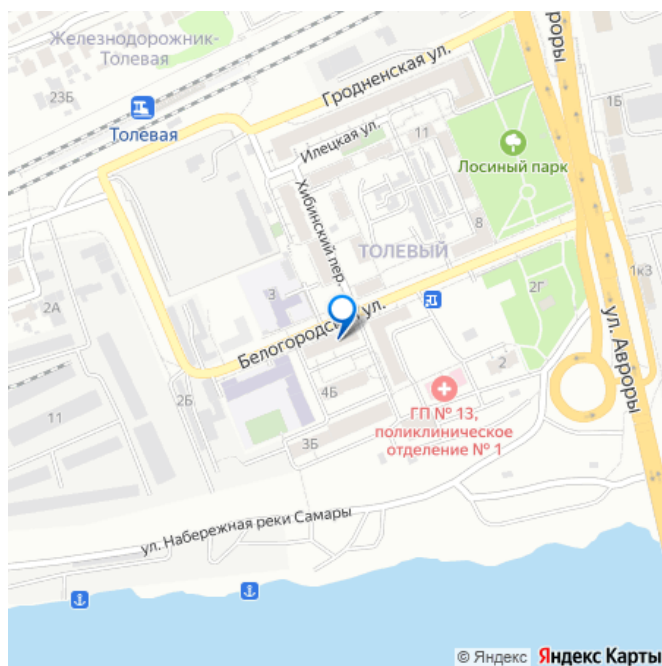 Железнодорожник-
Толевая
23Б
Толевая
Гродненская ул.
Илецкая ул.
11
Лосиный парк
Авроры
1Б
Хибинский пер.
ТОЛЕВЫЙ
8
2А
3
Белогородская ул.
2Г
1к3
ул. Авроры
11
2Б
4Б
2
3Б
ГП № 13,
поликлиническое
отделение № 1
ул. Набережная реки Самары
© Яндекс Яндекс Карты